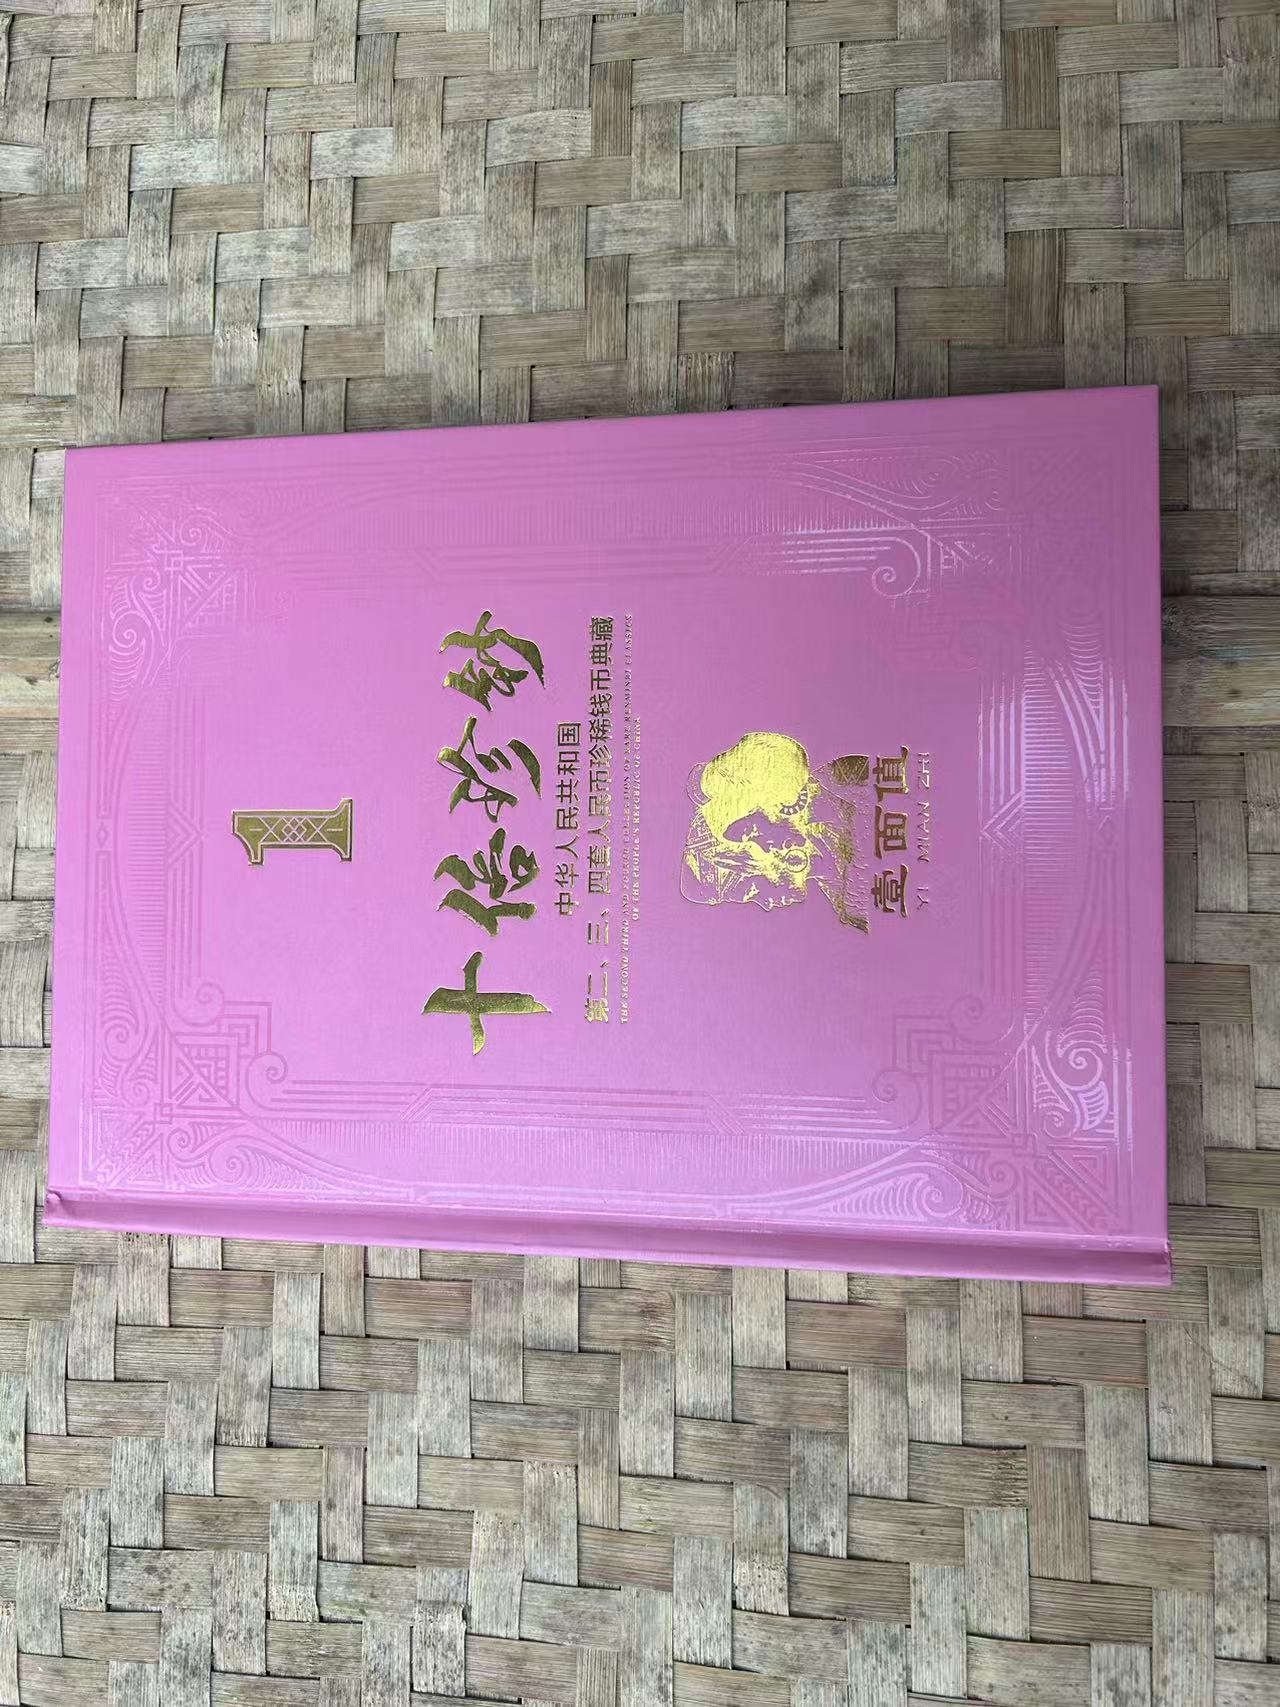 1
十倍珍钞
中华人民共和国
第二、三、四套人民币珍稀钱币典藏
THE SECOND THIRD AND FOURTH COLLECTION OF RARE RENMINBI CLASSICS
OF THE PEOPLE'S REPUBLIC OF CHINA
壹面值
YI MIAN ZHI